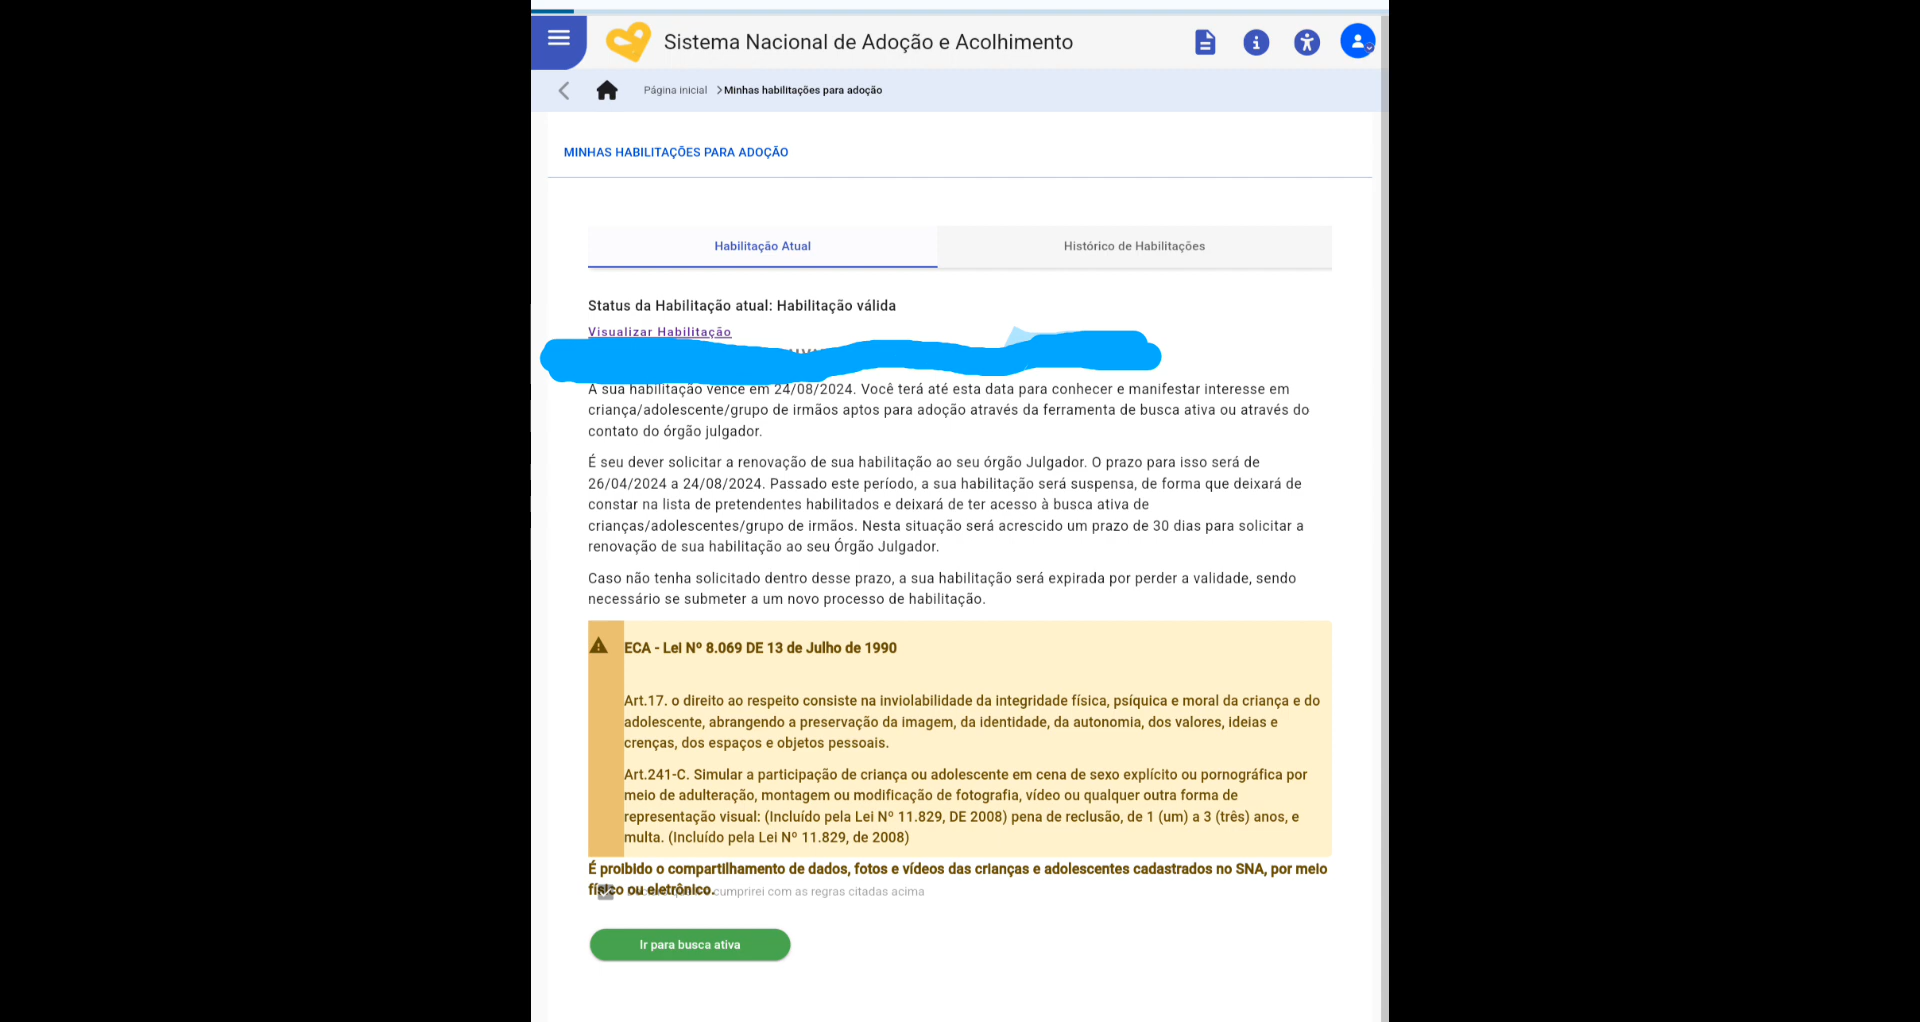 Sistema Nacional de Adoção e Acolhimento
Página inicial
Minhas habilitações para adoção
MINHAS HABILITAÇÕES PARA ADOÇÃO
Habilitação Atual
Histórico de Habilitações
Status da Habilitação atual: Habilitação válida
Visualizar Habilitação
A sua habilitação vence em 24/08/2024. Você terá até esta data para conhecer e manifestar interesse em
criança/adolescente/grupo de irmãos aptos para adoção através da ferramenta de busca ativa ou através do
contato do órgão julgador.
É seu dever solicitar a renovação de sua habilitação ao seu órgão Julgador. O prazo para isso será de
26/04/2024 a 24/08/2024. Passado este período, a sua habilitação será suspensa, de forma que deixará de
constar na lista de pretendentes habilitados e deixará de ter acesso à busca ativa de
crianças/adolescentes/grupo de irmãos. Nesta situação será acrescido um prazo de 30 dias para solicitar a
renovação de sua habilitação ao seu Órgão Julgador.
Caso não tenha solicitado dentro desse prazo, a sua habilitação será expirada por perder a validade, sendo
necessário se submeter a um novo processo de habilitação.
ECA - Lei Nº 8.069 DE 13 de Julho de 1990
Art.17. o direito ao respeito consiste na inviolabilidade da integridade física, psíquica e moral da criança e do
adolescente, abrangendo a preservação da imagem, da identidade, da autonomia, dos valores, ideias e
crenças, dos espaços e objetos pessoais.
Art.241-C. Simular a participação de criança ou adolescente em cena de sexo explícito ou pornográfica por
meio de adulteração, montagem ou modificação de fotografia, vídeo ou qualquer outra forma de
representação visual: (Incluído pela Lei Nº 11.829, DE 2008) pena de reclusão, de 1 (um) a 3 (três) anos, e
multa. (Incluído pela Lei Nº 11.829, de 2008)
É proibido o compartilhamento de dados, fotos e vídeos das crianças e adolescentes cadastrados no SNA, por meio
físico ou eletrônico.
cumprirei com as regras citadas acima
Ir para busca ativa